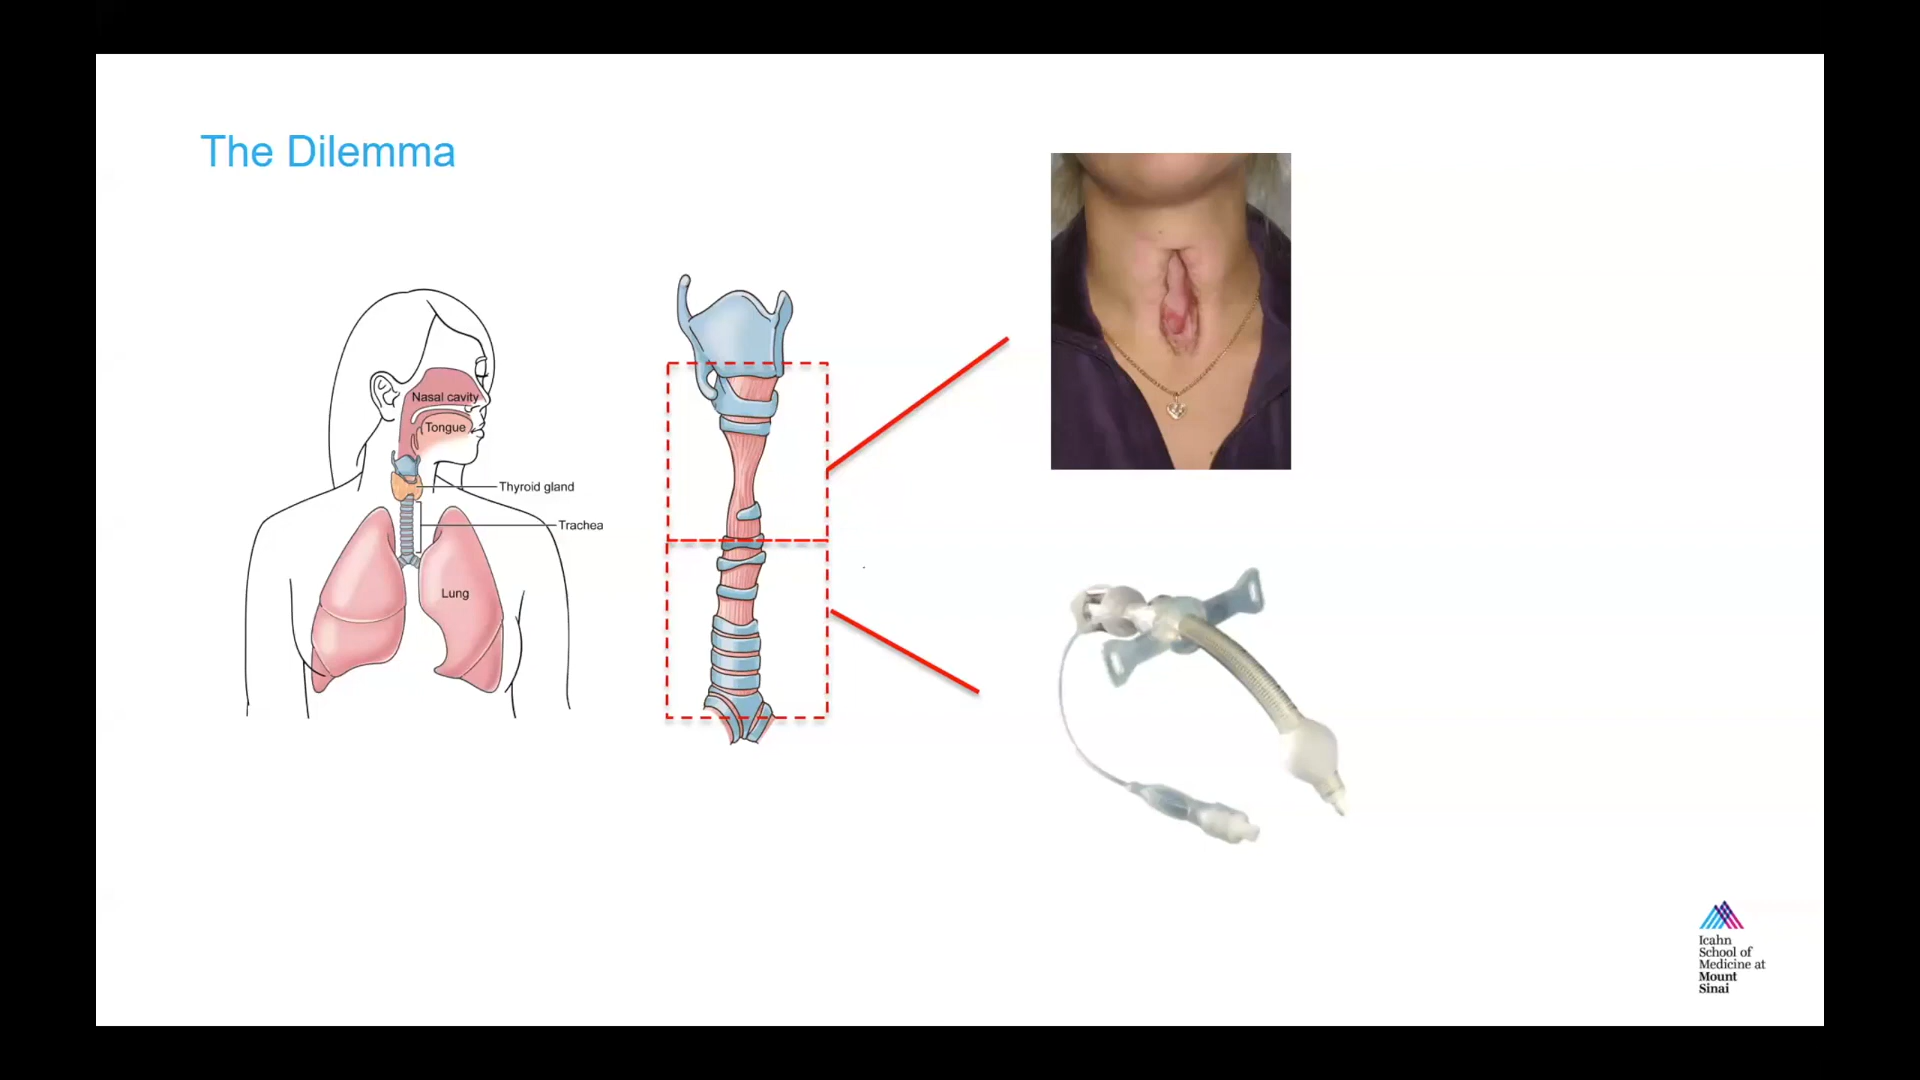 The Dilemma
Nasal cavity
Tongue
Thyroid gland
Trachea
Lung
Icahn
School of
Medicine at
Mount
Sinai